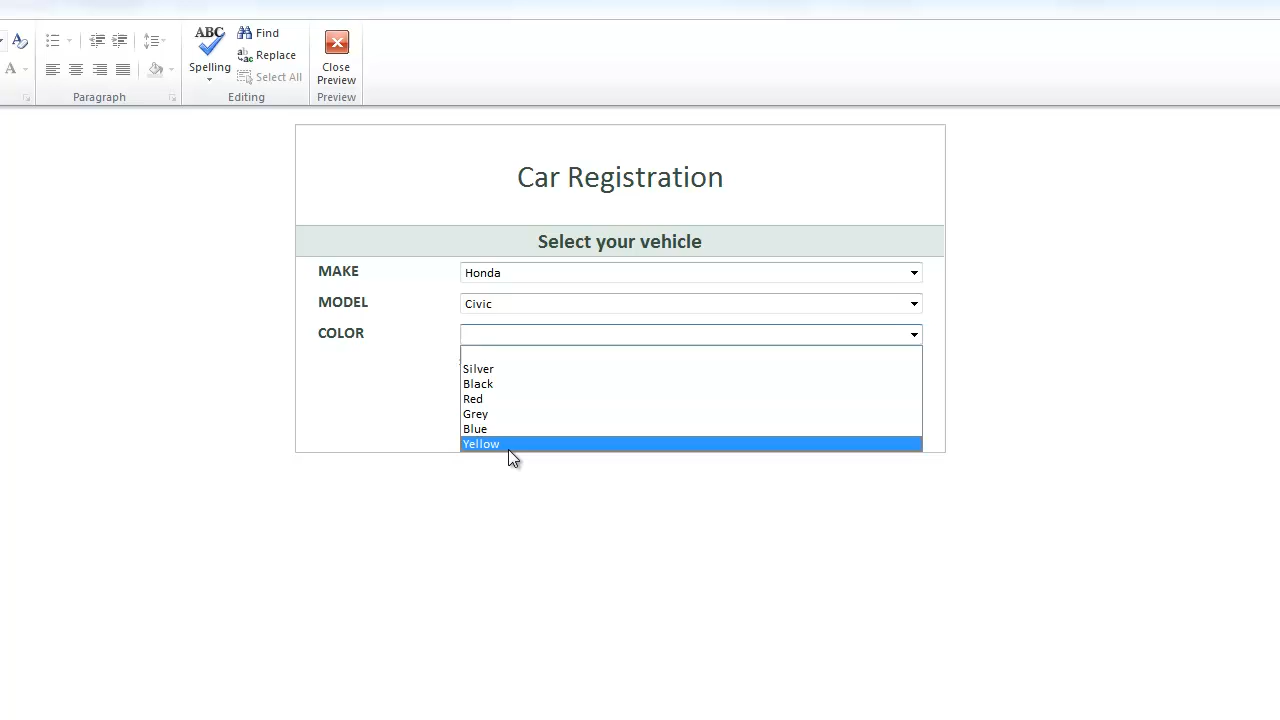 ABC
Spelling
Find
Replace
Select All
Close
Preview
A
Paragraph
Editing
Preview
Car Registration
Select your vehicle
MAKE
Honda
MODEL
Civic
COLOR
Silver
Black
Red
Grey
Blue
Yellow